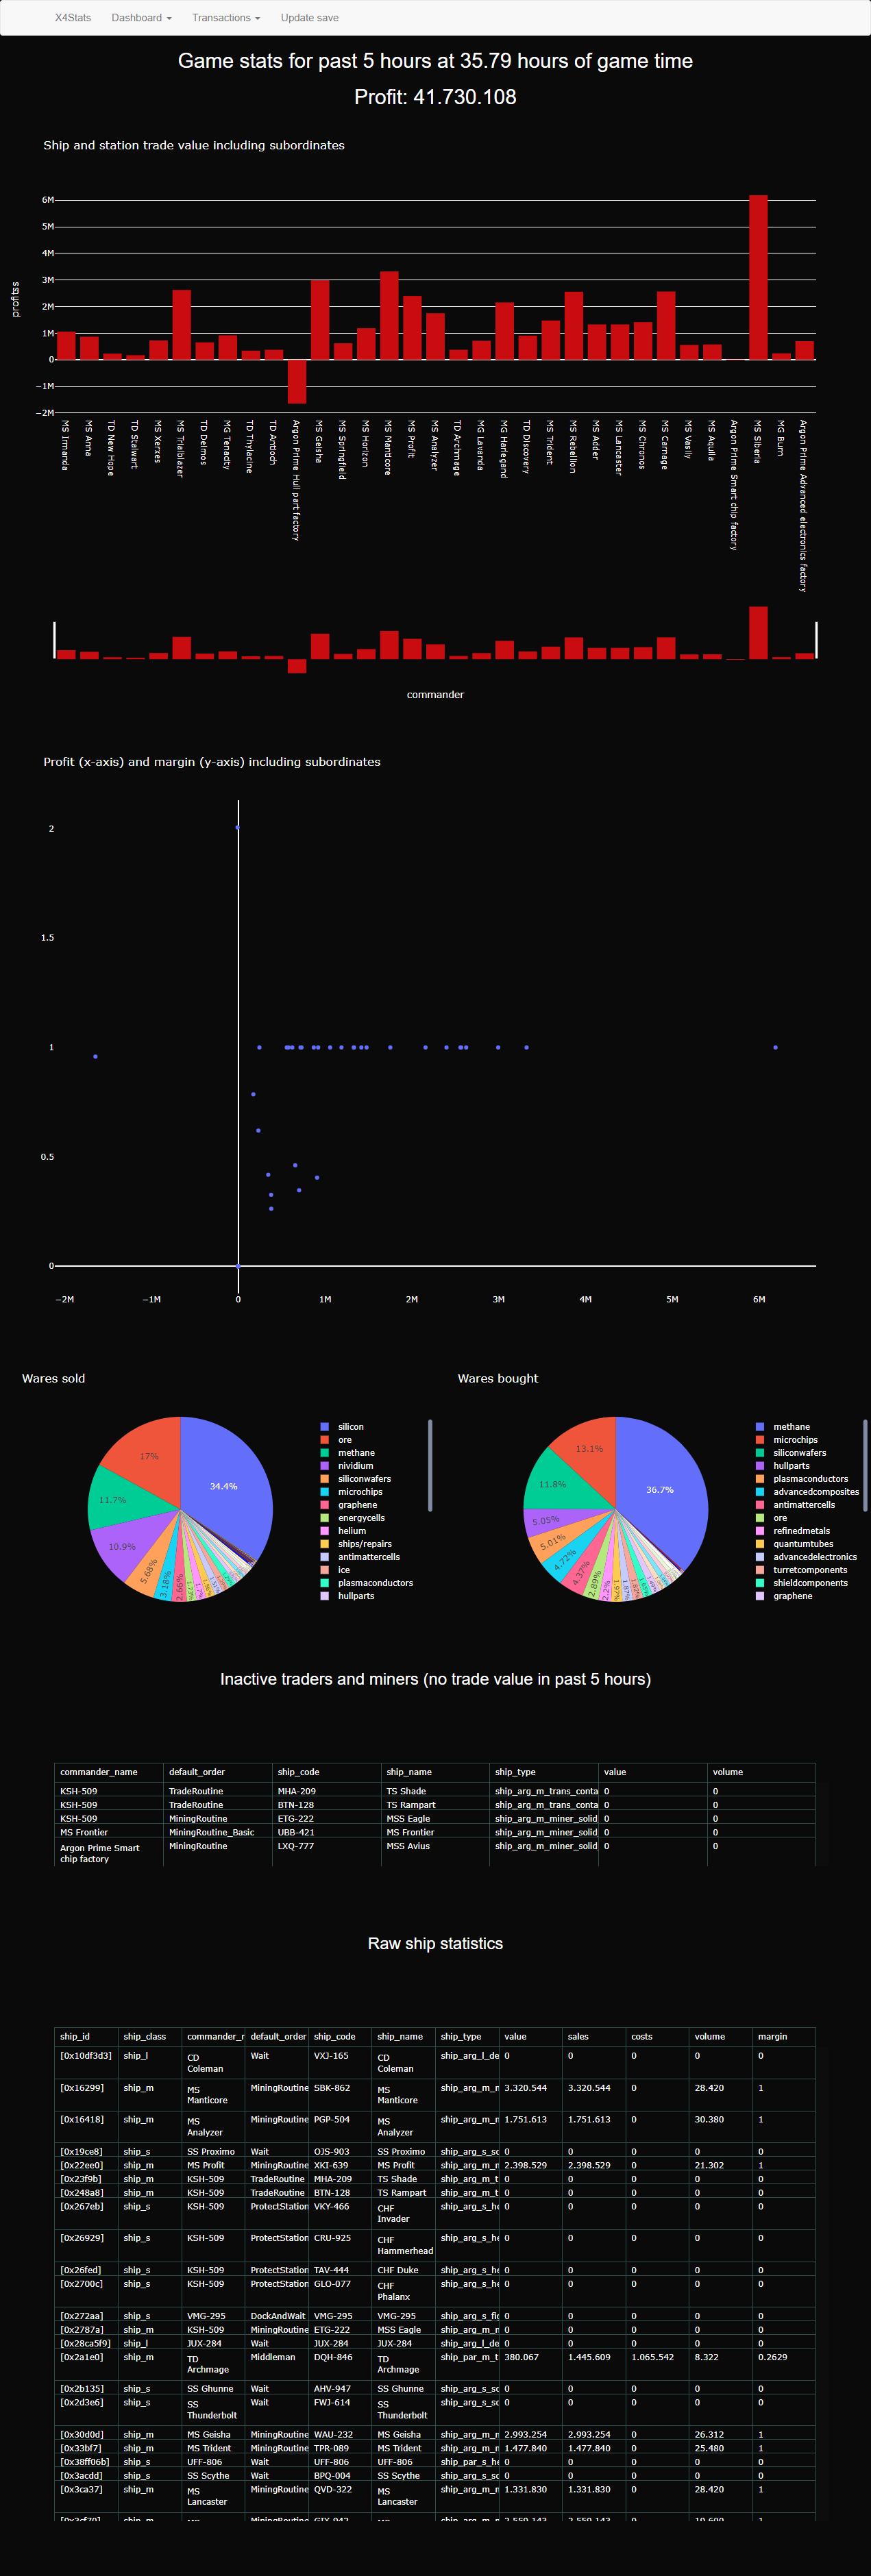 X4Stats Dashboard Transactions Update save
Game stats for past 5 hours at 35.79 hours of game time
Profit: 41.730.108
Ship and station trade value including subordinates
6M
5M
4M
3M
2M
1M
0
−1M
−2M
profits
MS Irmanda
MS Anna
TD New Hope
TD Stalwart
MS Xerxes
MS Trialblazer
TD Deimos
MG Tenacity
TD Thylacine
TD Antioch
Argon Prime Hull part factory
MS Geisha
MS Springfield
MS Horizon
MS Manticore
MS Profit
MS Analyzer
TD Archmage
MG Lavanda
MG Harlegand
TD Discovery
MS Trident
MS Rebellion
MS Adder
MS Lancaster
MS Chronos
MS Carnage
MS Vasily
MS Aquila
Argon Prime Smart chip factory
MS Siberia
MG Burn
Argon Prime Advanced electronics factory
commander
Profit (x-axis) and margin (y-axis) including subordinates
2
1.5
1
0.5
0
−2M −1M 0 1M 2M 3M 4M 5M 6M
Wares sold
34.4%
17%
11.7%
10.9%
5.68%
3.18%
2.66%
silicon
ore
methane
nividium
siliconwafers
microchips
graphene
energycells
helium
ships/repairs
antimattercells
ice
plasmaconductors
hullparts
Wares bought
36.7%
13.1%
11.8%
5.05%
5.01%
4.72%
4.37%
2.89%
2.2%
methane
microchips
siliconwafers
hullparts
plasmaconductors
advancedcomposites
antimattercells
ore
refinedmetals
quantumtubes
advancedelectronics
turretcomponents
shieldcomponents
graphene
Inactive traders and miners (no trade value in past 5 hours)
commander_name default_order ship_code ship_name ship_type value volume
KSH-509 TradeRoutine MHA-209 TS Shade ship_arg_m_trans_conta 0 0
KSH-509 TradeRoutine BTN-128 TS Rampart ship_arg_m_trans_conta 0 0
KSH-509 MiningRoutine ETG-222 MSS Eagle ship_arg_m_miner_solid 0 0
MS Frontier MiningRoutine_Basic UBB-421 MS Frontier ship_arg_m_miner_solid 0 0
Argon Prime Smart MiningRoutine LXQ-777 MSS Avius ship_arg_m_miner_solid 0 0
chip factory
Raw ship statistics
ship_id ship_class commander_r default_order ship_code ship_name ship_type value sales costs volume margin
[0x10df3d3] ship_l CD Wait VXJ-165 CD ship_arg_l_de 0 0 0 0 0
Coleman Coleman
[0x16299] ship_m MS MiningRoutine SBK-862 MS ship_arg_m_n 3.320.544 3.320.544 0 28.420 1
Manticore Manticore
[0x16418] ship_m MS MiningRoutine PGP-504 MS ship_arg_m_n 1.751.613 1.751.613 0 30.380 1
Analyzer Analyzer
[0x19ce8] ship_s SS Proximo Wait OJS-903 SS Proximo ship_arg_s_sc 0 0 0 0 0
[0x22ee0] ship_m MS Profit MiningRoutine XKI-639 MS Profit ship_arg_m_n 2.398.529 2.398.529 0 21.302 1
[0x23f9b] ship_m KSH-509 TradeRoutine MHA-209 TS Shade ship_arg_m_t 0 0 0 0 0
[0x248a8] ship_m KSH-509 TradeRoutine BTN-128 TS Rampart ship_arg_m_t 0 0 0 0 0
[0x267eb] ship_s KSH-509 ProtectStation VKY-466 CHF ship_arg_s_he 0 0 0 0 0
Invader
[0x26929] ship_s KSH-509 ProtectStation CRU-925 CHF ship_arg_s_he 0 0 0 0 0
Hammerhead
[0x26fed] ship_s KSH-509 ProtectStation TAV-444 CHF Duke ship_arg_s_he 0 0 0 0 0
[0x2700c] ship_s KSH-509 ProtectStation GLO-077 CHF ship_arg_s_he 0 0 0 0 0
Phalanx
[0x272aa] ship_s VMG-295 DockAndWait VMG-295 VMG-295 ship_arg_s_fig 0 0 0 0 0
[0x2787a] ship_m KSH-509 MiningRoutine ETG-222 MSS Eagle ship_arg_m_n 0 0 0 0 0
[0x28ca5f9] ship_l JUX-284 Wait JUX-284 JUX-284 ship_arg_l_de 0 0 0 0 0
[0x2a1e0] ship_m TD Middleman DQH-846 TD ship_par_m_t 380.067 1.445.609 1.065.542 8.322 0.2629
Archmage Archmage
[0x2b135] ship_s SS Ghunne Wait AHV-947 SS Ghunne ship_arg_s_sc 0 0 0 0 0
[0x2d3e6] ship_s SS Wait FWJ-614 SS ship_arg_s_sc 0 0 0 0 0
Thunderbolt Thunderbolt
[0x30d0d] ship_m MS Geisha MiningRoutine WAU-232 MS Geisha ship_arg_m_n 2.993.254 2.993.254 0 26.312 1
[0x33bf7] ship_m MS Trident MiningRoutine TPR-089 MS Trident ship_arg_m_n 1.477.840 1.477.840 0 25.480 1
[0x38ff06b] ship_s UFF-806 Wait UFF-806 UFF-806 ship_par_s_he 0 0 0 0 0
[0x3acdd] ship_s SS Scythe Wait BPQ-004 SS Scythe ship_arg_s_sc 0 0 0 0 0
[0x3ca37] ship_m MS MiningRoutine QVD-322 MS ship_arg_m_n 1.331.830 1.331.830 0 28.420 1
Lancaster Lancaster